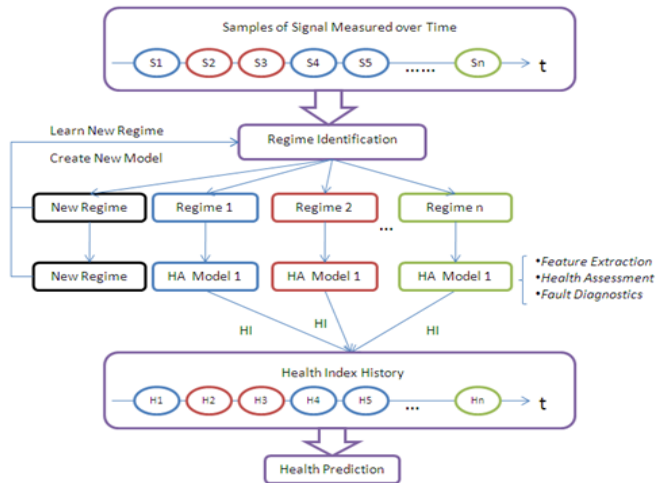 Samples of Signal Measured over Time
S1 S2 S3 S4 S5 ...... Sn t
Learn New Regime
Regime Identification
Create New Model
New Regime Regime 1 Regime 2 ... Regime n
New Regime HA Model 1 HA Model 1 HA Model 1
•Feature Extraction
•Health Assessment
•Fault Diagnostics
HI HI HI
Health Index History
H1 H2 H3 H4 H5 ... Hn t
Health Prediction